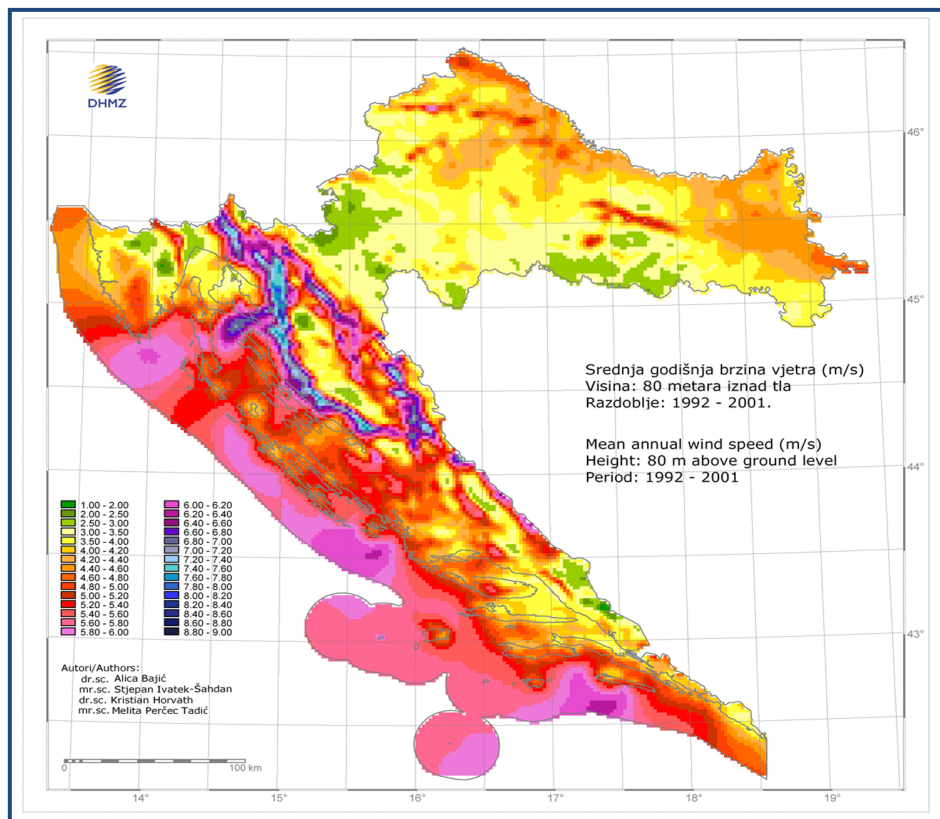 DHMZ
46°
45°
Srednja godišnja brzina vjetra (m/s)
Visina: 80 metara iznad tla
Razdoblje: 1992 - 2001.
Mean annual wind speed (m/s)
Height: 80 m above ground level
Period: 1992 - 2001
44°
1.00 - 2.00
2.00 - 2.50
2.50 - 3.00
3.00 - 3.50
3.50 - 4.00
4.00 - 4.20
4.20 - 4.40
4.40 - 4.60
4.60 - 4.80
4.80 - 5.00
5.00 - 5.20
5.20 - 5.40
5.40 - 5.60
5.60 - 5.80
5.80 - 6.00
6.00 - 6.20
6.20 - 6.40
6.40 - 6.60
6.60 - 6.80
6.80 - 7.00
7.00 - 7.20
7.20 - 7.40
7.40 - 7.60
7.60 - 7.80
7.80 - 8.00
8.00 - 8.20
8.20 - 8.40
8.40 - 8.60
8.60 - 8.80
8.80 - 9.00
43°
Autori/Authors:
dr.sc. Alica Bajić
mr.sc. Stjepan Ivatek-Šahdan
dr.sc. Kristian Horvath
mr.sc. Melita Perčec Tadić
0 100 km
14° 15° 16° 17° 18° 19°